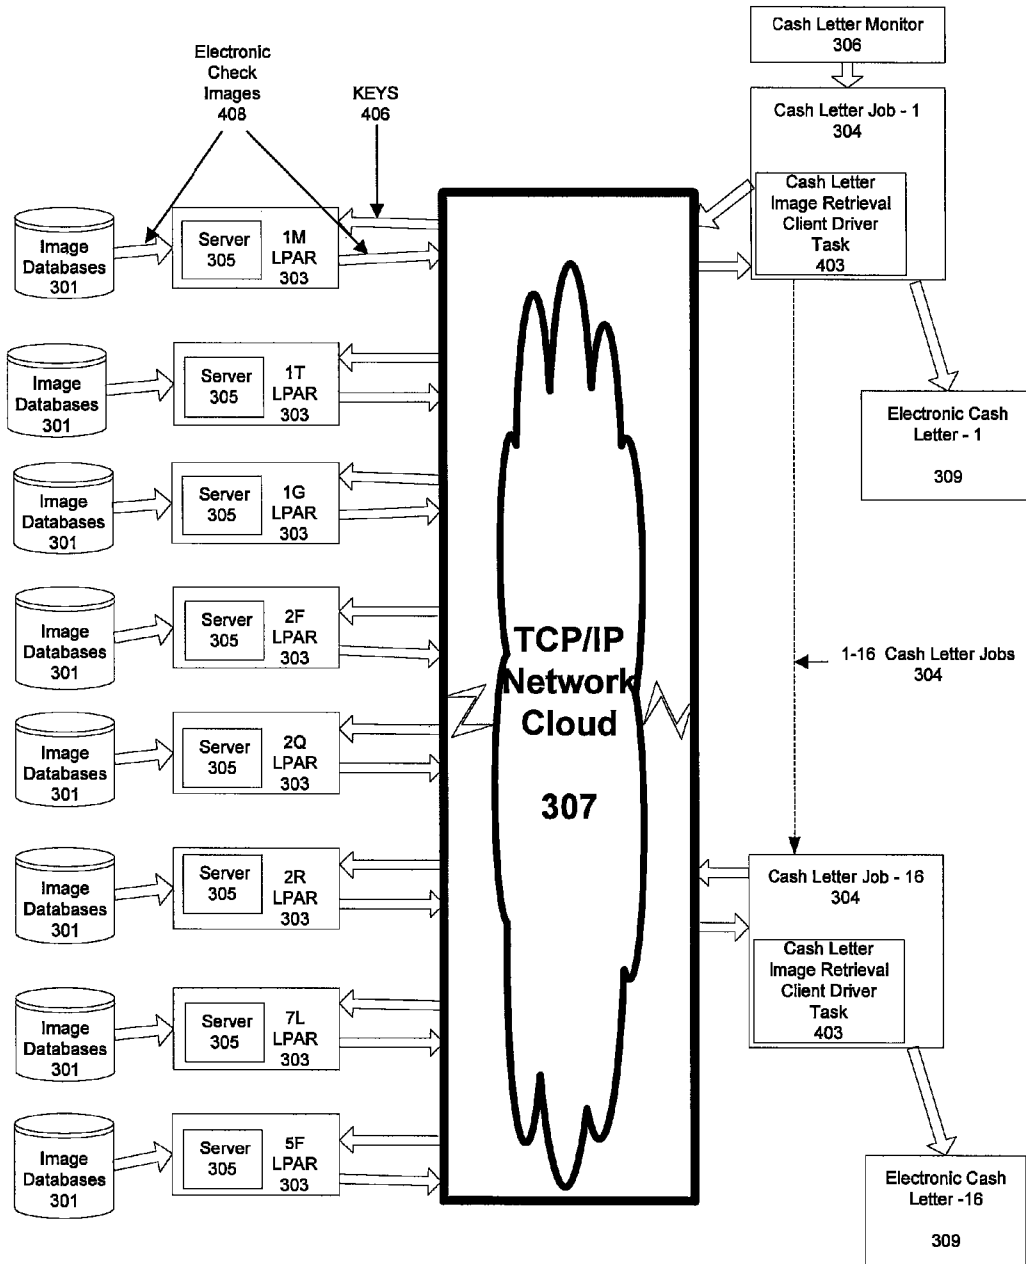 Cash Letter Monitor
306
Electronic
Check
Images
408
KEYS
406
Cash Letter Job - 1
304
Cash Letter
Image Retrieval
Client Driver
Task
403
Image
Databases
301
Server
305
1M
LPAR
303
Image
Databases
301
Server
305
1T
LPAR
303
Electronic Cash
Letter - 1
309
Image
Databases
301
Server
305
1G
LPAR
303
Image
Databases
301
Server
305
2F
LPAR
303
TCP/IP
Network
Cloud
307
1-16 Cash Letter Jobs
304
Image
Databases
301
Server
305
2Q
LPAR
303
Image
Databases
301
Server
305
2R
LPAR
303
Cash Letter Job - 16
304
Cash Letter
Image Retrieval
Client Driver
Task
403
Image
Databases
301
Server
305
7L
LPAR
303
Image
Databases
301
Server
305
5F
LPAR
303
Electronic Cash
Letter -16
309